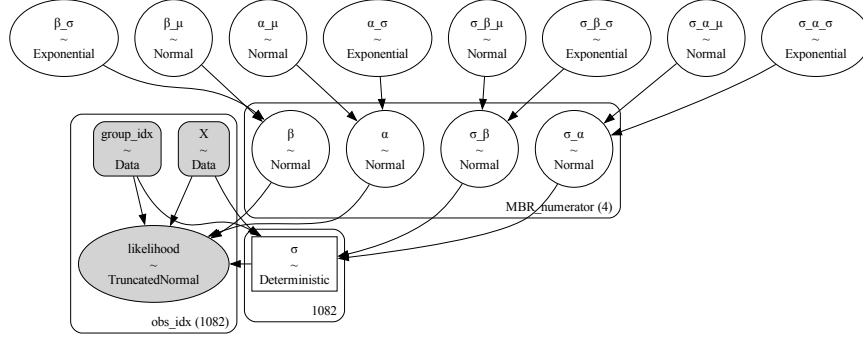 β_σ
~
Exponential
β_μ
~
Normal
α_μ
~
Normal
α_σ
~
Exponential
σ_β_μ
~
Normal
σ_β_σ
~
Exponential
σ_α_μ
~
Normal
σ_α_σ
~
Exponential
group_idx
~
Data
X
~
Data
β
~
Normal
α
~
Normal
σ_β
~
Normal
σ_α
~
Normal
MBR_numerator (4)
likelihood
~
TruncatedNormal
σ
~
Deterministic
obs_idx (1082)
1082